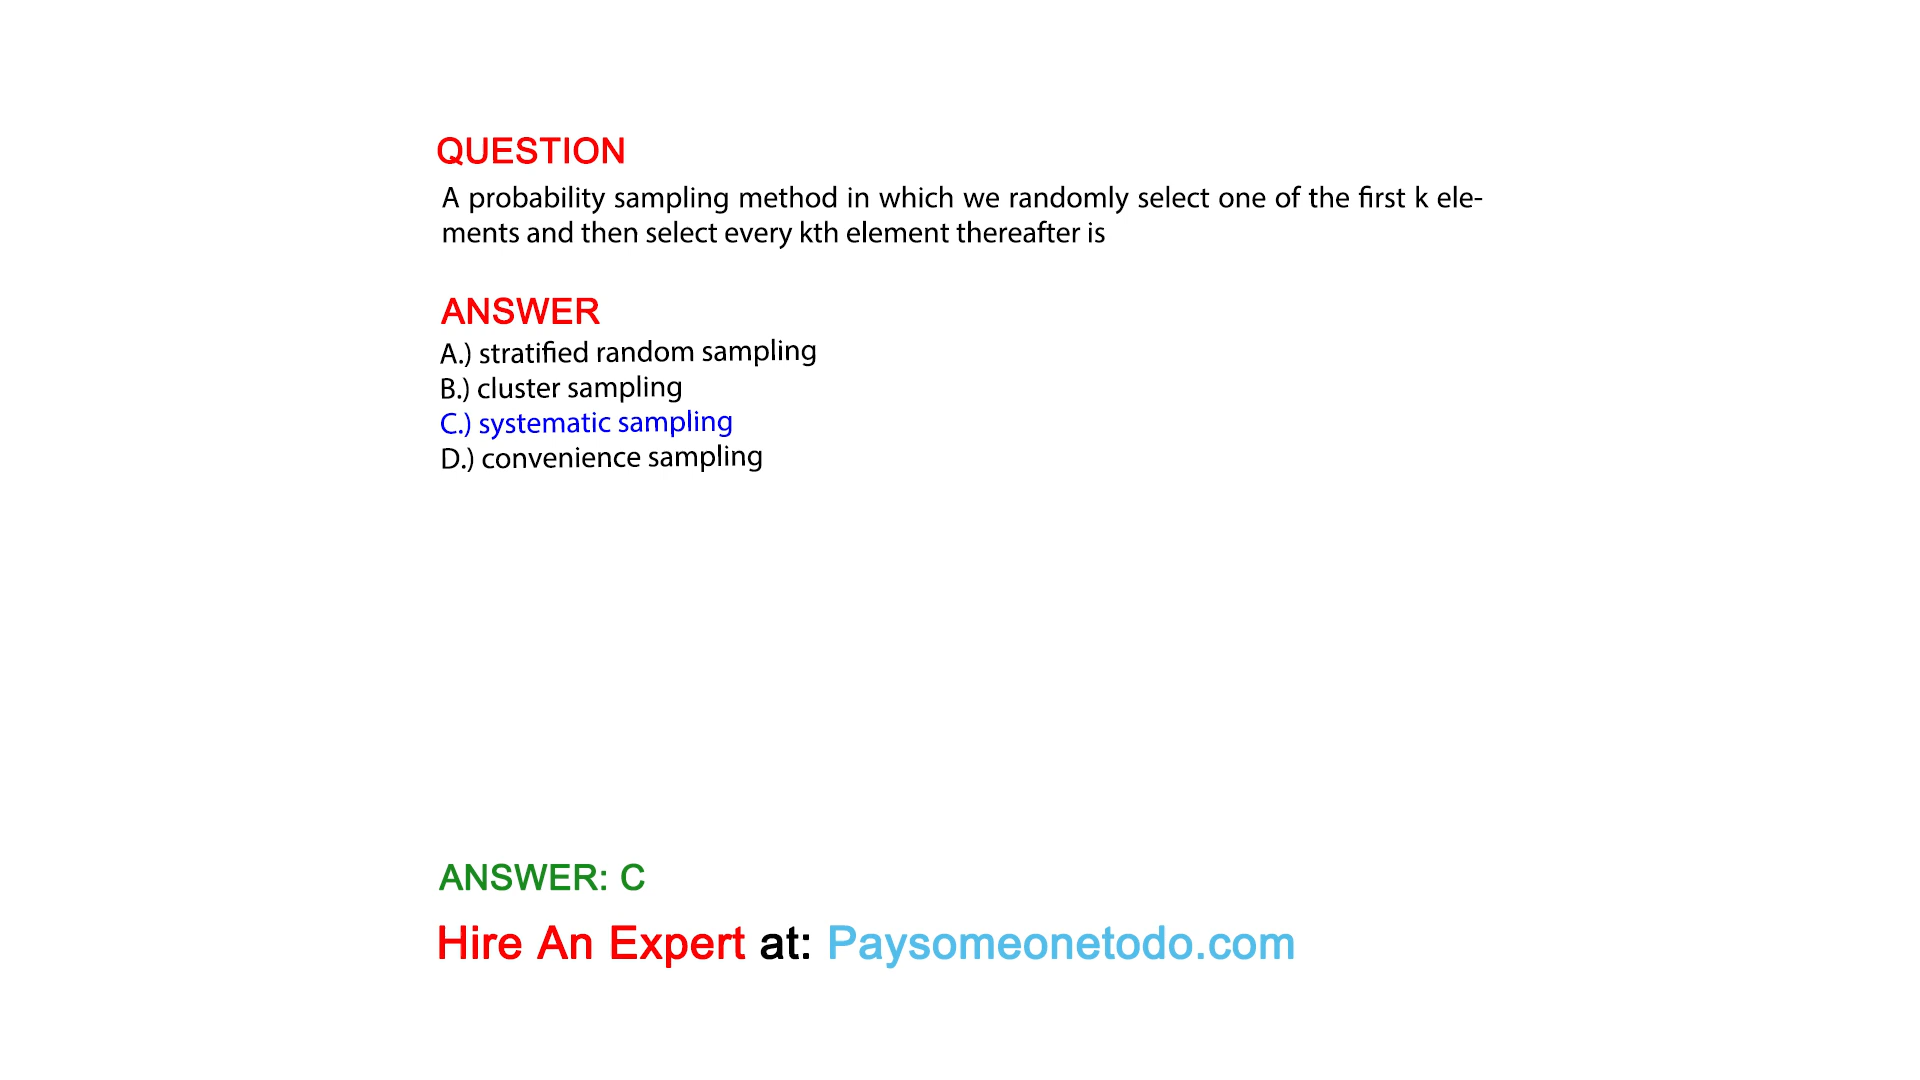 QUESTION
A probability sampling method in which we randomly select one of the first k ele-
ments and then select every kth element thereafter is
ANSWER
A.) stratified random sampling
B.) cluster sampling
C.) systematic sampling
D.) convenience sampling
ANSWER: C
Hire An Expert at: Paysomeonetodo.com